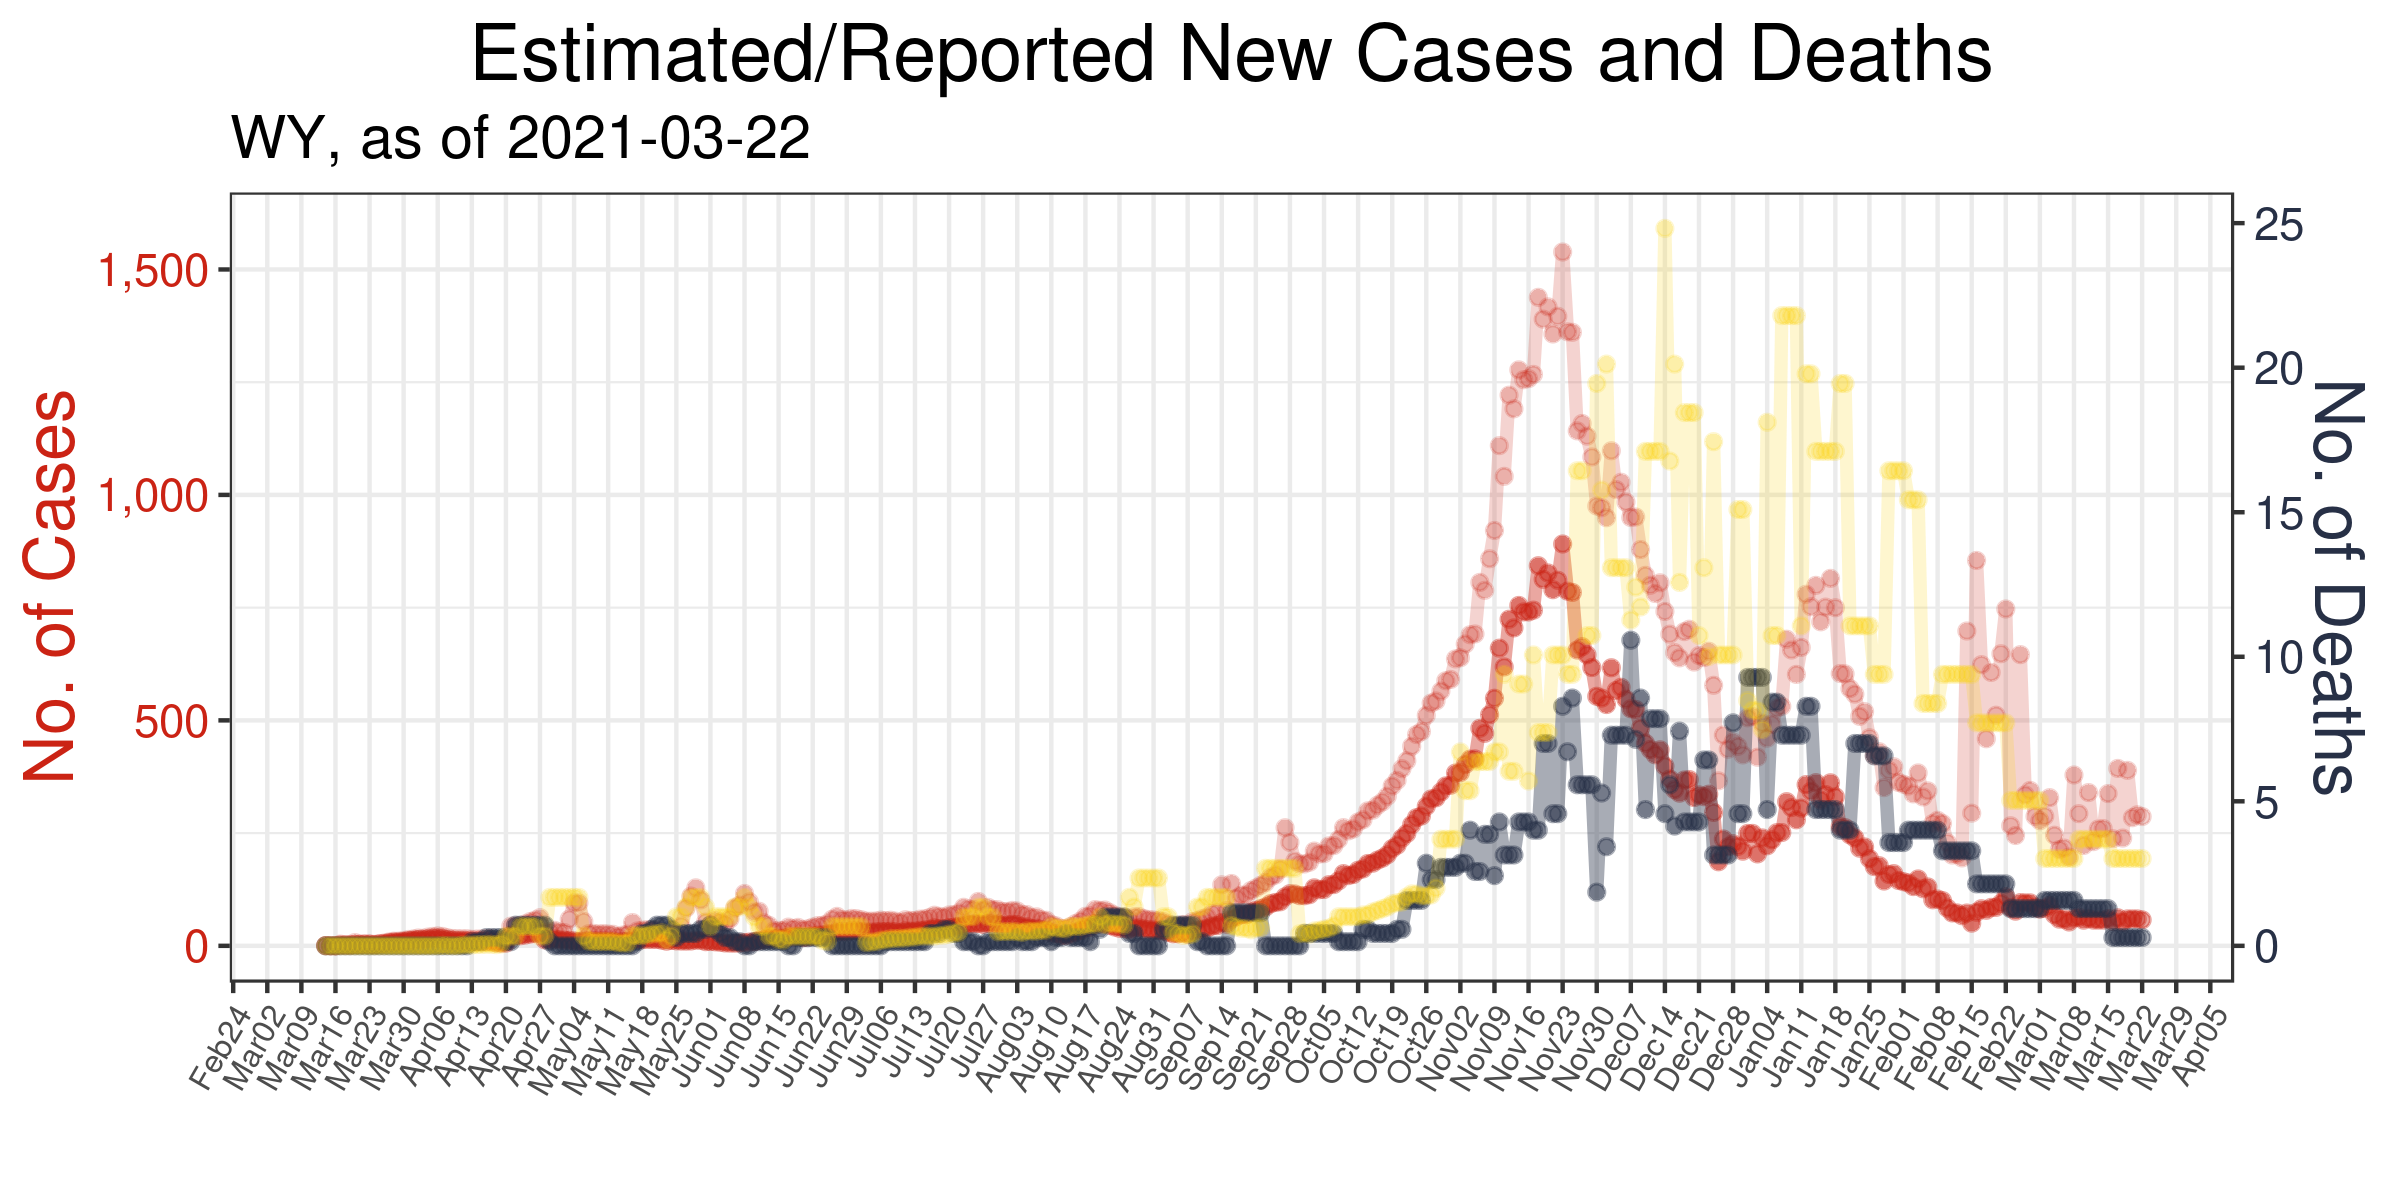 Estimated/Reported New Cases and Deaths
WY, as of 2021-03-22
No. of Cases
1,500
1,000
500
0
25
20
15
10
5
0
No. of Deaths
Feb24
Mar02
Mar09
Mar16
Mar23
Mar30
Apr06
Apr13
Apr20
Apr27
May04
May11
May18
May25
Jun01
Jun08
Jun15
Jun22
Jun29
Jul06
Jul13
Jul20
Jul27
Aug03
Aug10
Aug17
Aug24
Aug31
Sep07
Sep14
Sep21
Sep28
Oct05
Oct12
Oct19
Oct26
Nov02
Nov09
Nov16
Nov23
Nov30
Dec07
Dec14
Dec21
Dec28
Jan04
Jan11
Jan18
Jan25
Feb01
Feb08
Feb15
Feb22
Mar01
Mar08
Mar15
Mar22
Mar29
Apr05